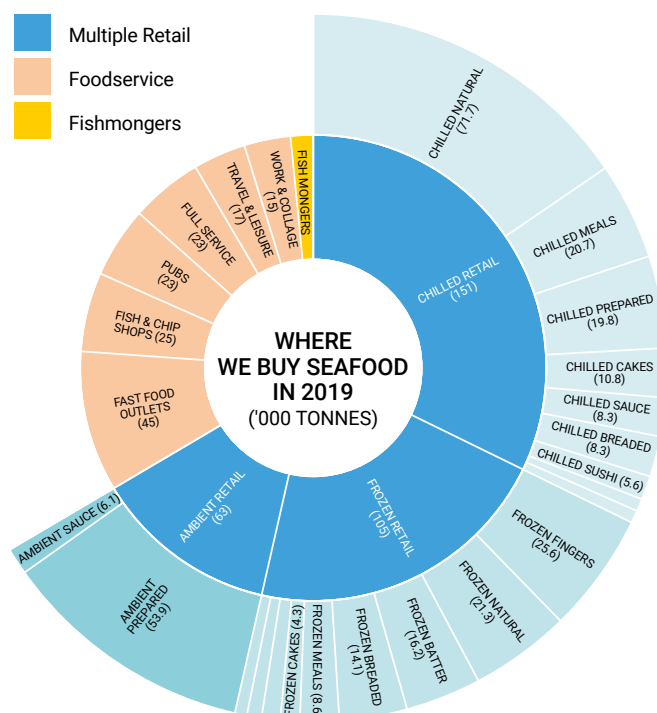 Multiple Retail
Foodservice
Fishmongers
WHERE
WE BUY SEAFOOD
IN 2019
('000 TONNES)
CHILLED RETAIL
(151)
FROZEN RETAIL
(105)
AMBIENT RETAIL
(63)
FAST FOOD
OUTLETS
(45)
FISH & CHIP
SHOPS (25)
PUBS
(23)
FULL SERVICE
(23)
TRAVEL & LEISURE
(17)
WORK & COLLAGE
(15)
FISH MONGERS
CHILLED NATURAL
(71.7)
CHILLED MEALS
(20.7)
CHILLED PREPARED
(19.8)
CHILLED CAKES
(10.8)
CHILLED SAUCE
(8.3)
CHILLED BREADED
(8.3)
CHILLED SUSHI (5.6)
FROZEN FINGERS
(25.6)
FROZEN NATURAL
(21.3)
FROZEN BATTER
(16.2)
FROZEN BREADED
(14.1)
FROZEN MEALS (8.6
FROZEN CAKES (4.3)
AMBIENT
PREPARED
(53.9)
AMBIENT SAUCE (6.1)